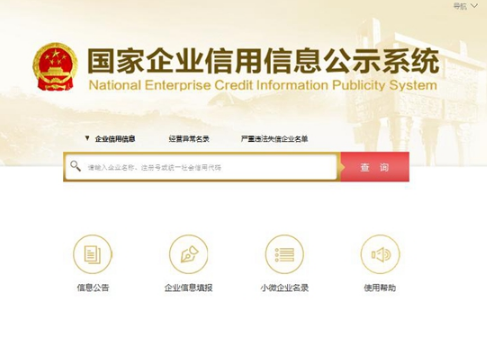 导航
国家企业信用信息公示系统
National Enterprise Credit Information Publicity System
企业信用信息 经营异常名录 严重违法失信企业名单
请输入企业名称、注册号或统一社会信用代码 查询
信息公告 企业信息填报 小微企业名录 使用帮助